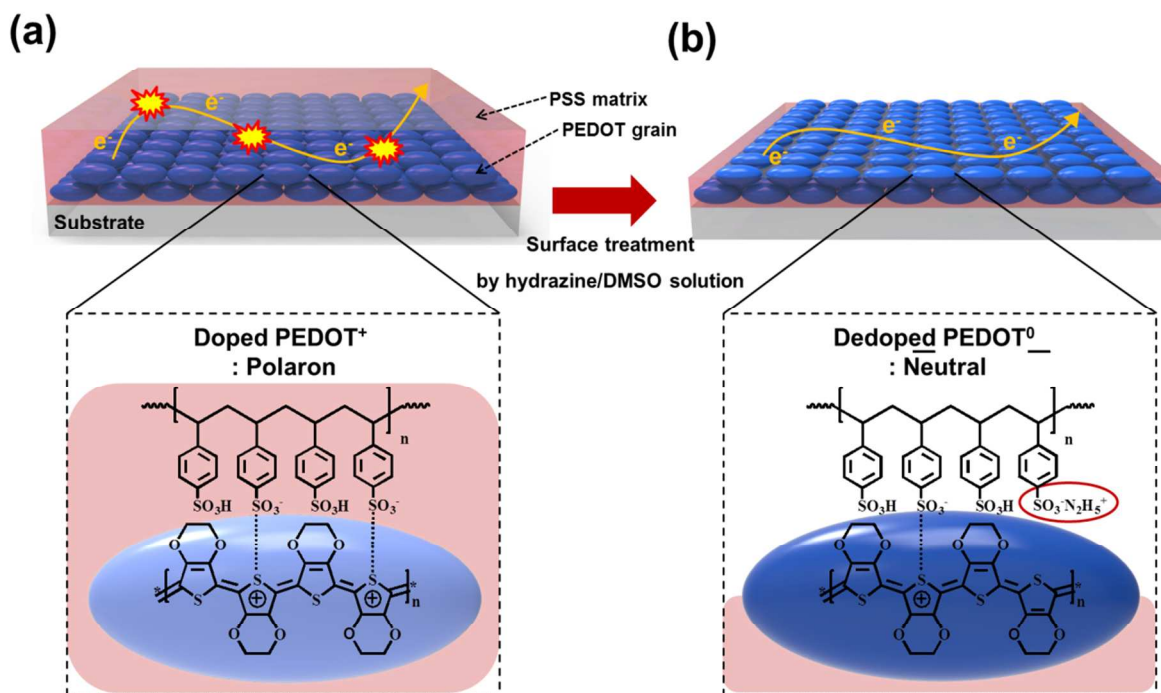 (a)
(b)
e⁻
e⁻
e⁻
PSS matrix
PEDOT grain
Substrate
e⁻
e⁻
e⁻
Surface treatment
by hydrazine/DMSO solution
Doped PEDOT⁺
: Polaron
n
SO₃H SO₃⁻ SO₃H SO₃⁻
O O O O
S S S S
* *
n
⊕ ⊕
O O O O
Dedoped PEDOT⁰
: Neutral
n
SO₃H SO₃⁻ SO₃H SO₃⁻N₂H₅⁺
O O O O
S S S S
* *
n
⊕
O O O O